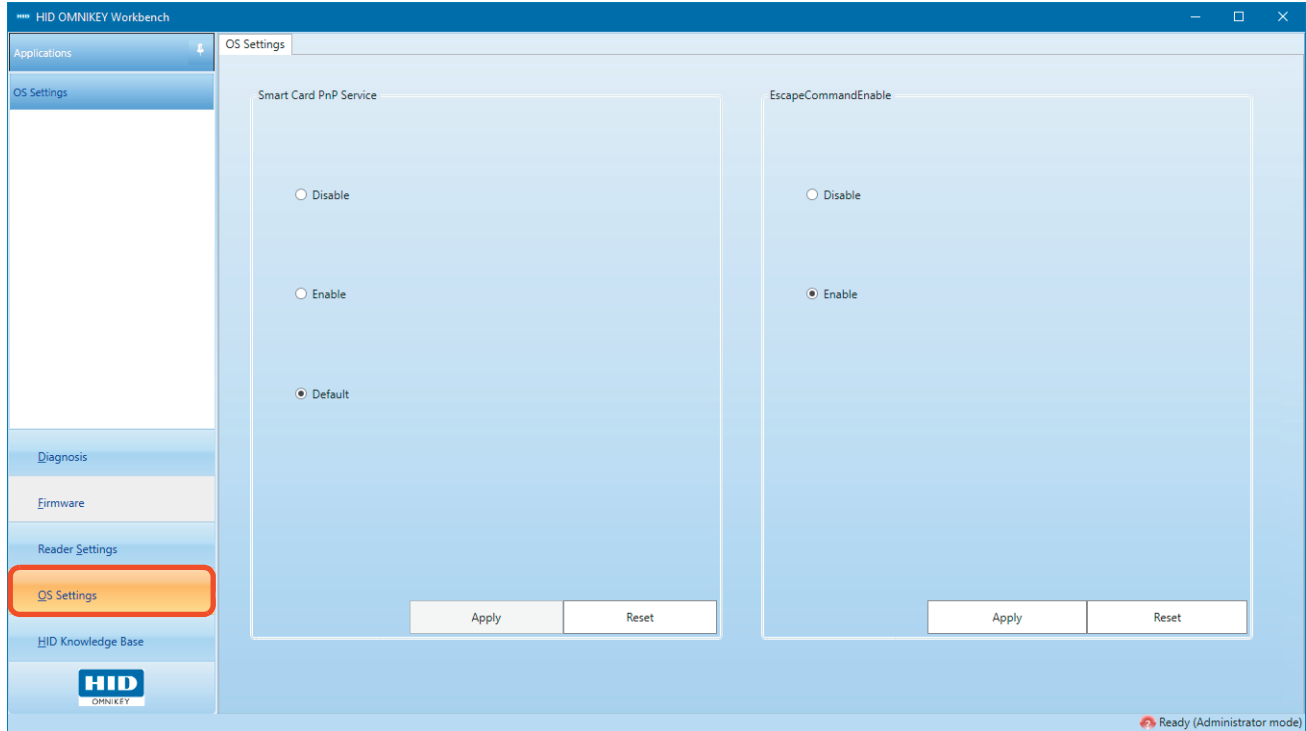 HID OMNIKEY Workbench
Applications
OS Settings
OS Settings
Smart Card PnP Service
Disable
Enable
Default
Apply Reset
EscapeCommandEnable
Disable
Enable
Apply Reset
Diagnosis
Firmware
Reader Settings
OS Settings
HID Knowledge Base
HID
OMNIKEY
Ready (Administrator mode)